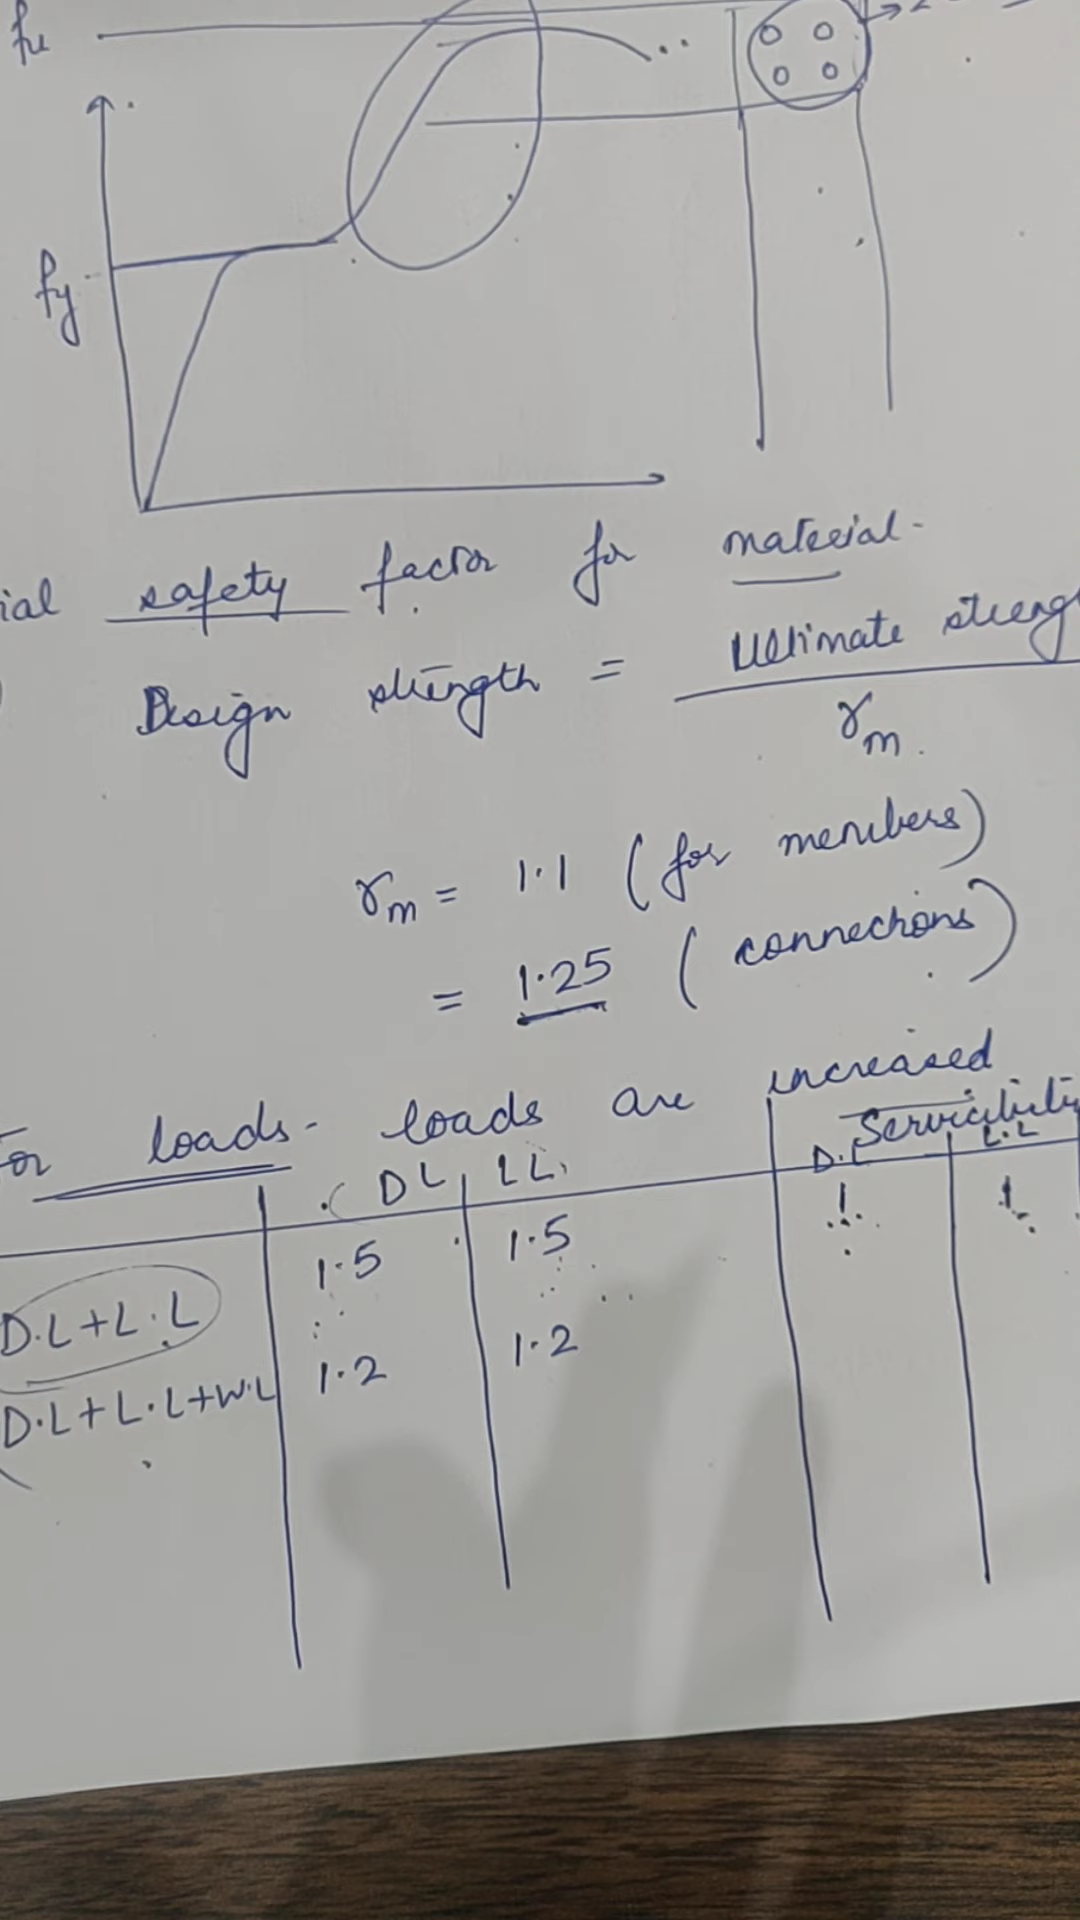 fu
fy
ial safety factor for material-
Design strength = Ultimate streng
γm.
γm = 1.1 (for members)
= 1.25 (connections)
For loads- loads are increased
Servicibility
DL LL D.L L.L
D.L+L.L 1.5 1.5 1 1
D.L+L.L+W.L 1.2 1.2